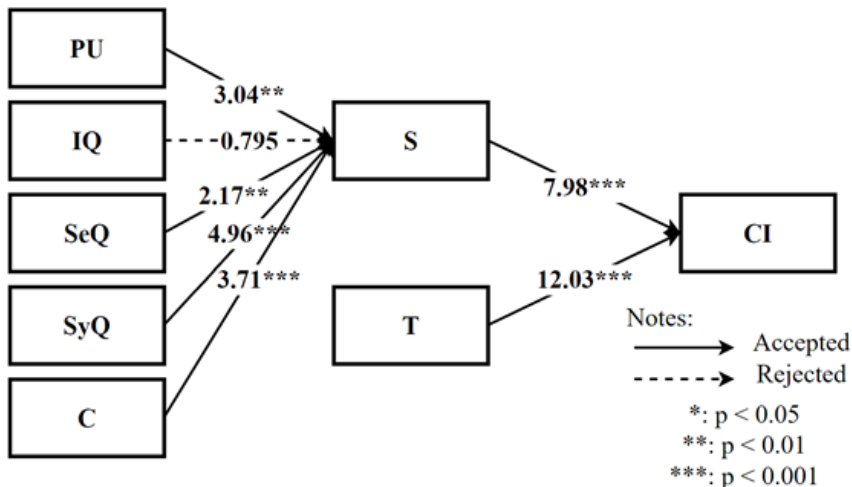 PU
3.04**
IQ
0.795
S
SeQ
2.17**
7.98***
4.96***
CI
3.71***
12.03***
SyQ
T
C
Notes:
Accepted
Rejected
*: p < 0.05
**: p < 0.01
***: p < 0.001